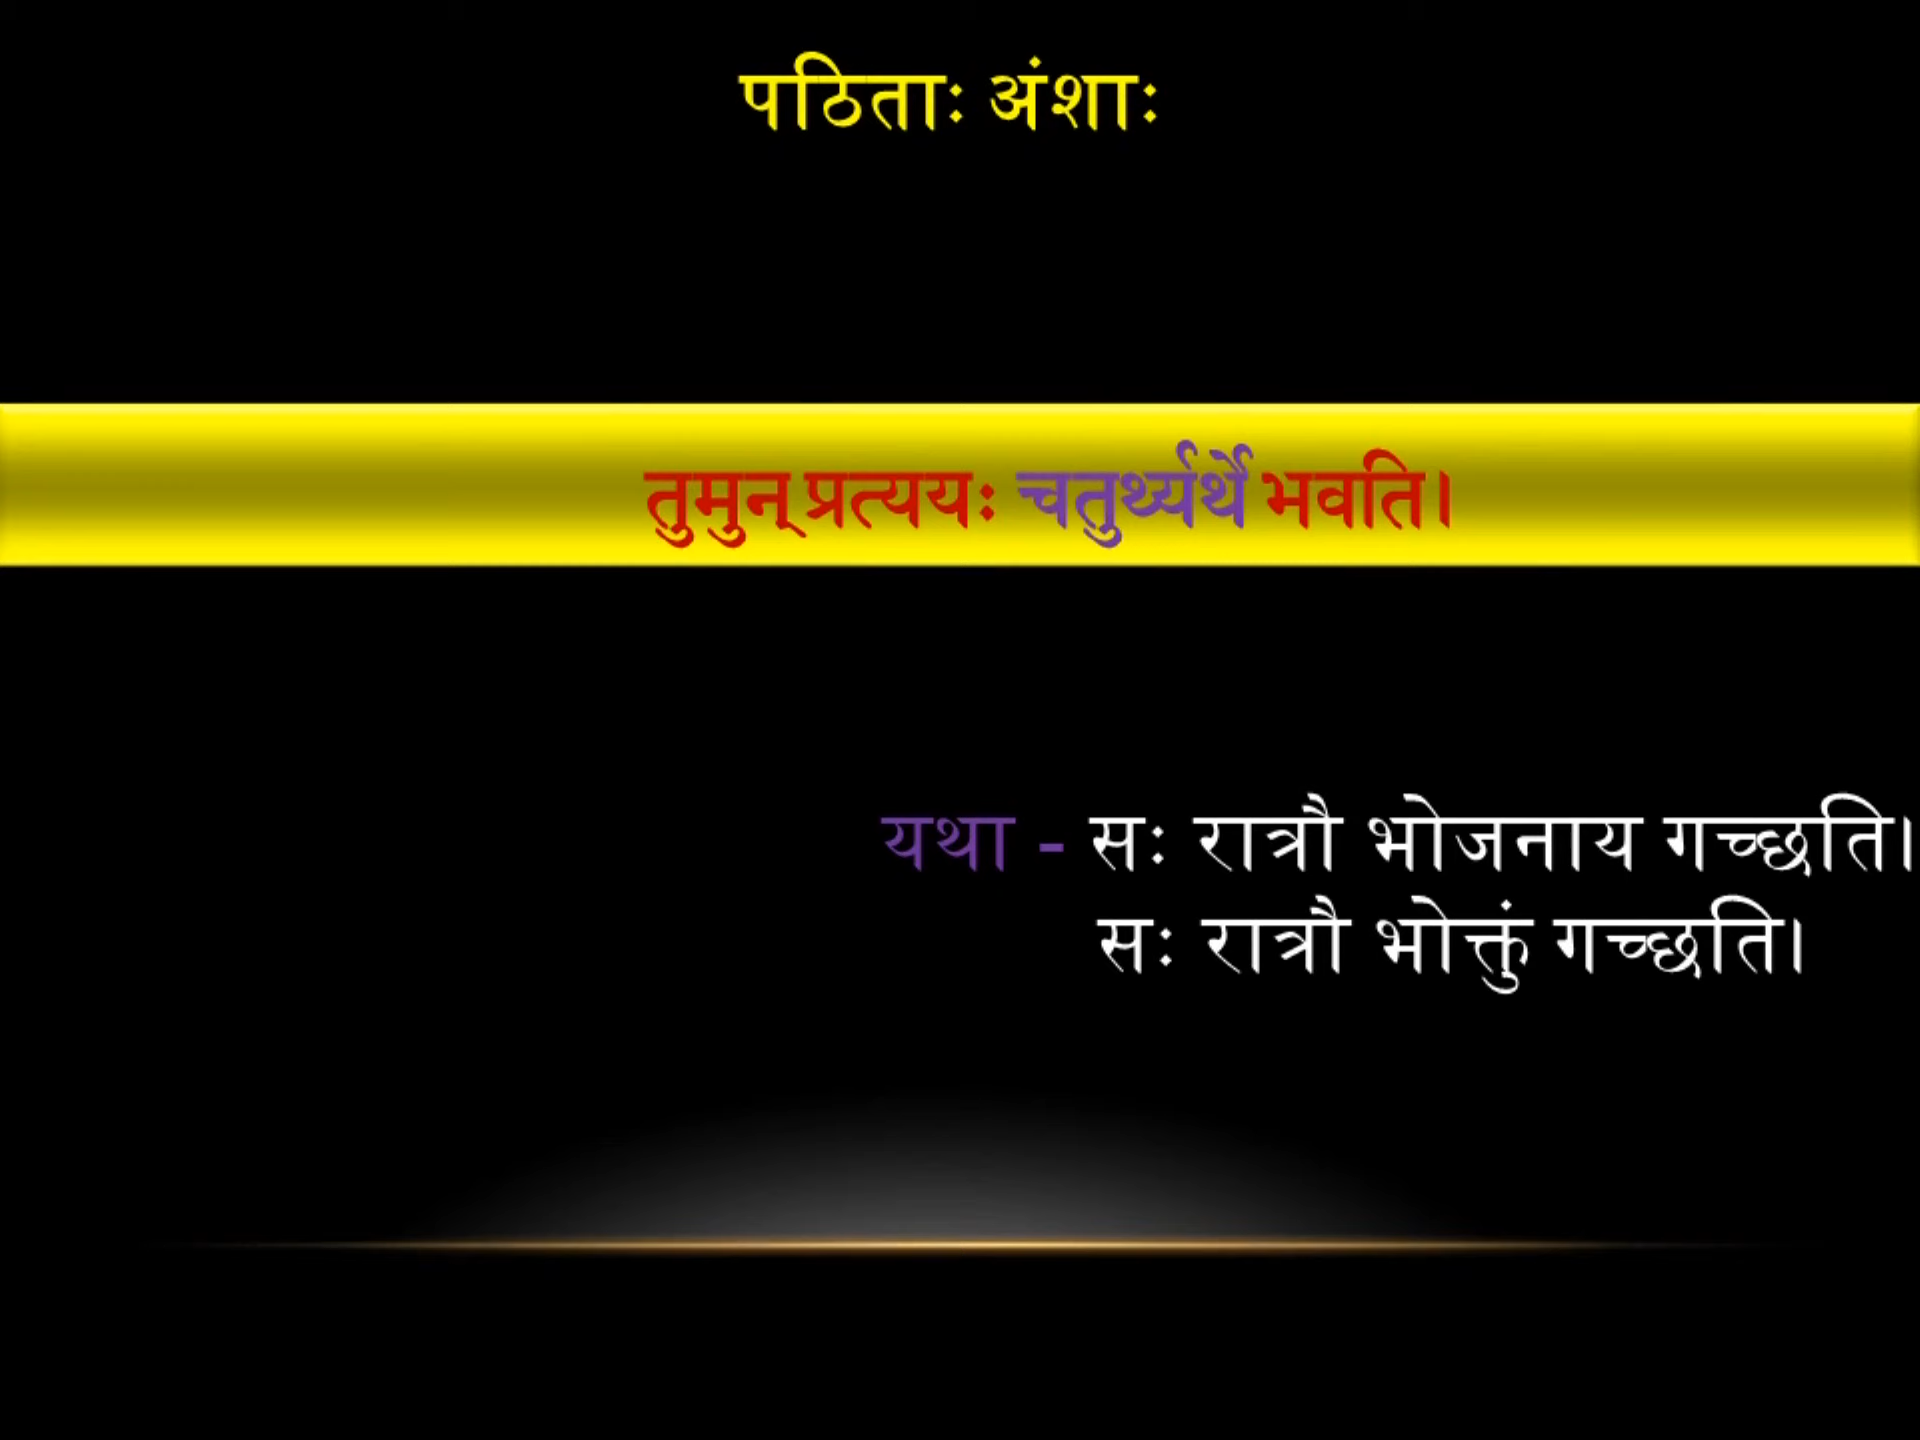 पठिताः अंशाः
तुमुन् प्रत्ययः चतुर्थ्यर्थे भवति।
यथा - सः रात्रौ भोजनाय गच्छति।
सः रात्रौ भोक्तुं गच्छति।